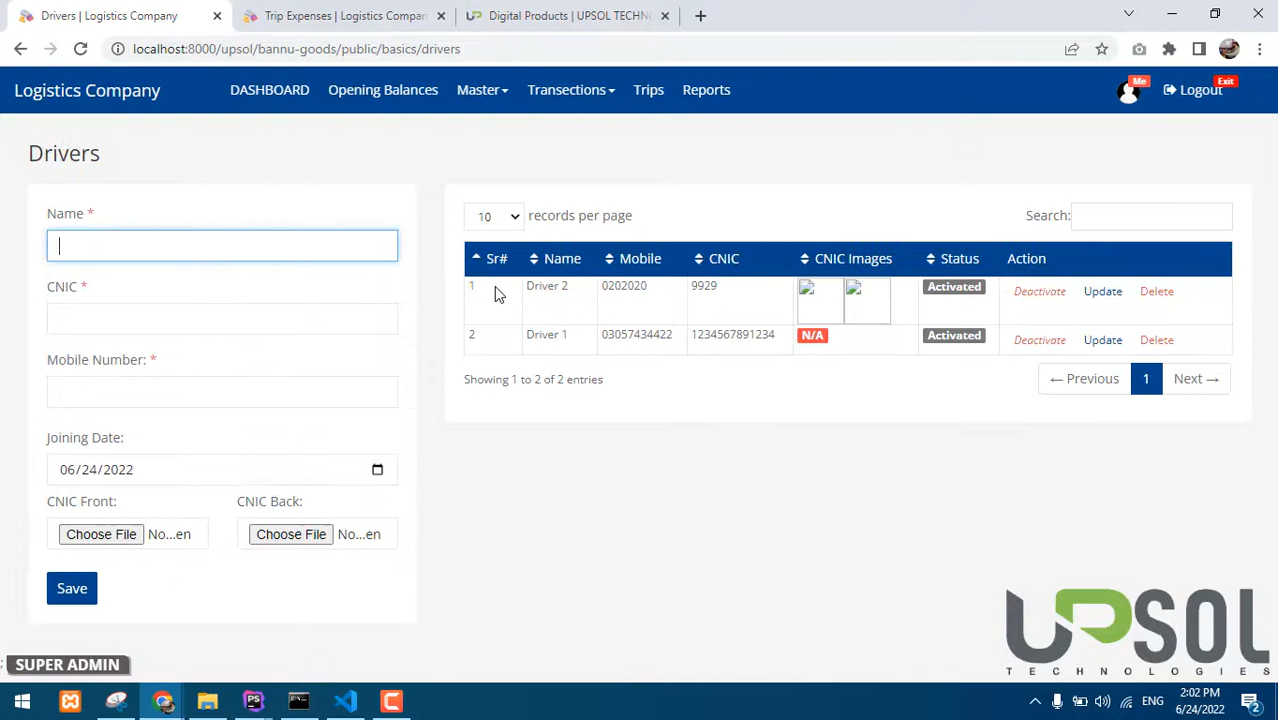 Drivers | Logistics Company
Trip Expenses | Logistics Compan
Digital Products | UPSOL TECHN
localhost:8000/upsol/bannu-goods/public/basics/drivers
Logistics Company
DASHBOARD
Opening Balances
Master
Transactions
Trips
Reports
Me
Logout
Exit
Drivers
Name *
CNIC *
Mobile Number: *
Joining Date:
06/24/2022
CNIC Front:
CNIC Back:
Choose File No...en
Choose File No...en
Save
10 records per page
Search:
Sr# Name Mobile CNIC CNIC Images Status Action
1 Driver 2 0202020 9929 Activated Deactivate Update Delete
2 Driver 1 03057434422 1234567891234 N/A Activated Deactivate Update Delete
Showing 1 to 2 of 2 entries
← Previous 1 Next →
UPSOL
TECHNOLOGIES
; SUPER ADMIN
PS
ENG
2:02 PM
6/24/2022
2